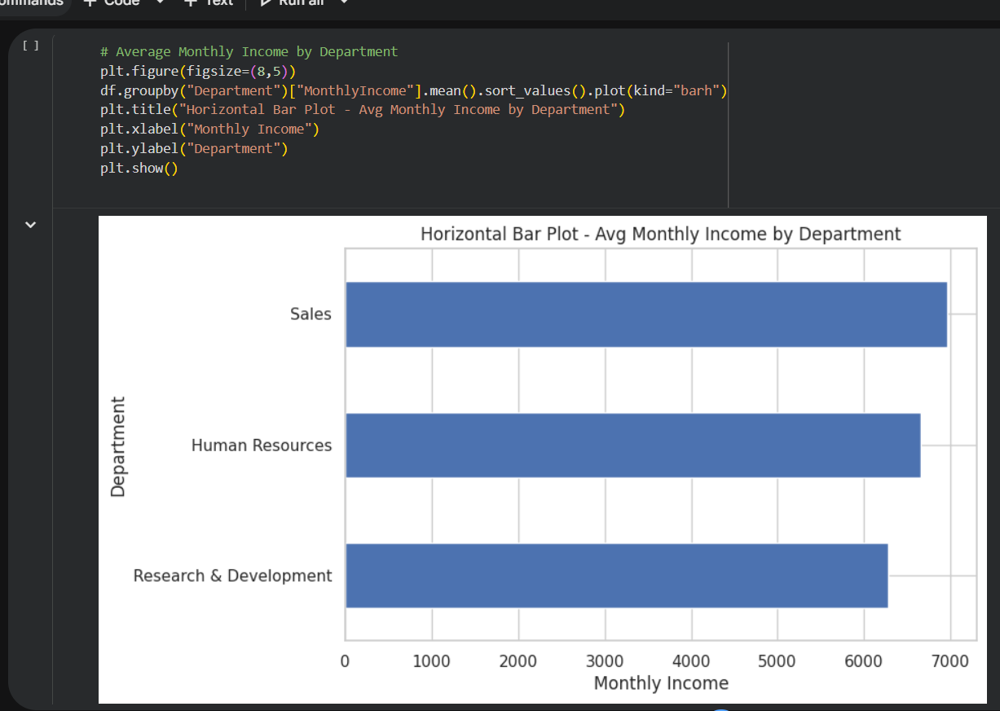 ommands + Code + Text Run all
[ ]
# Average Monthly Income by Department
plt.figure(figsize=(8,5))
df.groupby("Department")["MonthlyIncome"].mean().sort_values().plot(kind="barh")
plt.title("Horizontal Bar Plot - Avg Monthly Income by Department")
plt.xlabel("Monthly Income")
plt.ylabel("Department")
plt.show()
Horizontal Bar Plot - Avg Monthly Income by Department
Sales
Human Resources
Research & Development
Department
0 1000 2000 3000 4000 5000 6000 7000
Monthly Income